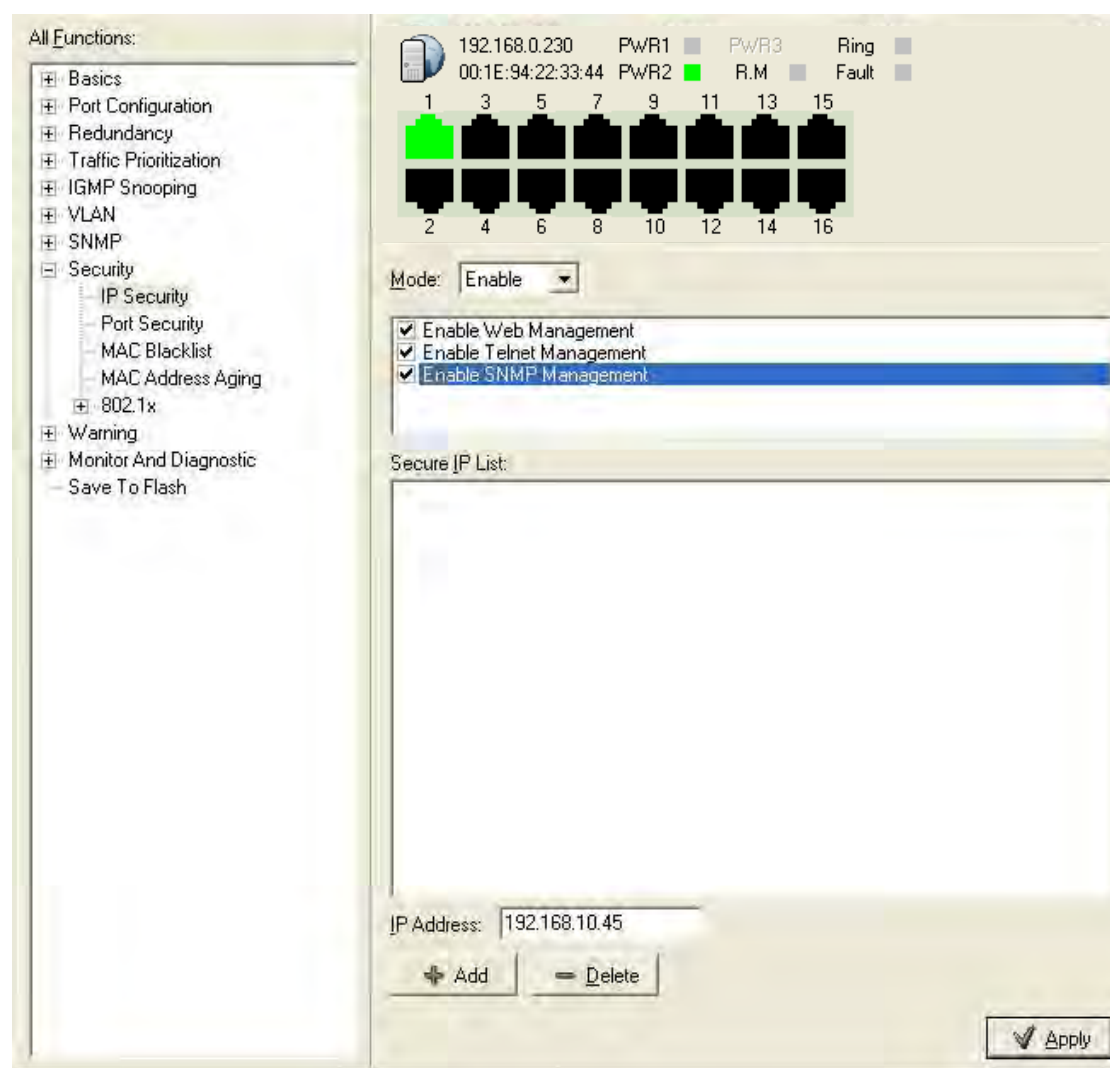 All Functions:
Basics
Port Configuration
Redundancy
Traffic Prioritization
IGMP Snooping
VLAN
SNMP
Security
IP Security
Port Security
MAC Blacklist
MAC Address Aging
802.1x
Warning
Monitor And Diagnostic
Save To Flash
192.168.0.230 PWR1 PWR3 Ring
00:1E:94:22:33:44 PWR2 R.M Fault
1 3 5 7 9 11 13 15
2 4 6 8 10 12 14 16
Mode: Enable
Enable Web Management
Enable Telnet Management
Enable SNMP Management
Secure IP List:
IP Address: 192.168.10.45
Add Delete
Apply